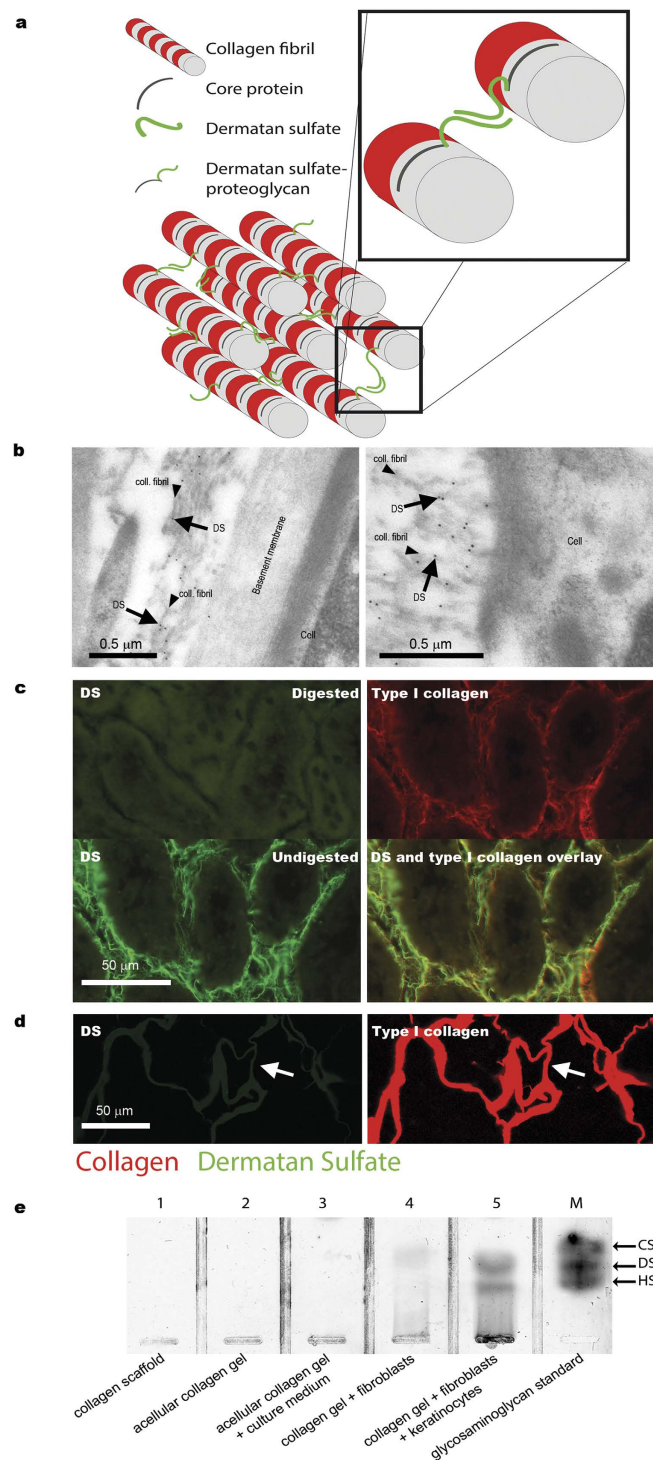 a
Collagen fibril
Core protein
Dermatan sulfate
Dermatan sulfate-
proteoglycan
b
coll. fibril
DS
coll. fibril
DS
Basement membrane
Cell
0.5 μm
coll. fibril
DS
coll. fibril
DS
Cell
0.5 μm
c
DS
Digested
Type I collagen
DS
Undigested
50 μm
DS and type I collagen overlay
d
DS
50 μm
Type I collagen
Collagen Dermatan Sulfate
e
1 2 3 4 5 M
CS
DS
HS
collagen scaffold
acellular collagen gel
acellular collagen gel
+ culture medium
collagen gel + fibroblasts
collagen gel + fibroblasts
+ keratinocytes
glycosaminoglycan standard